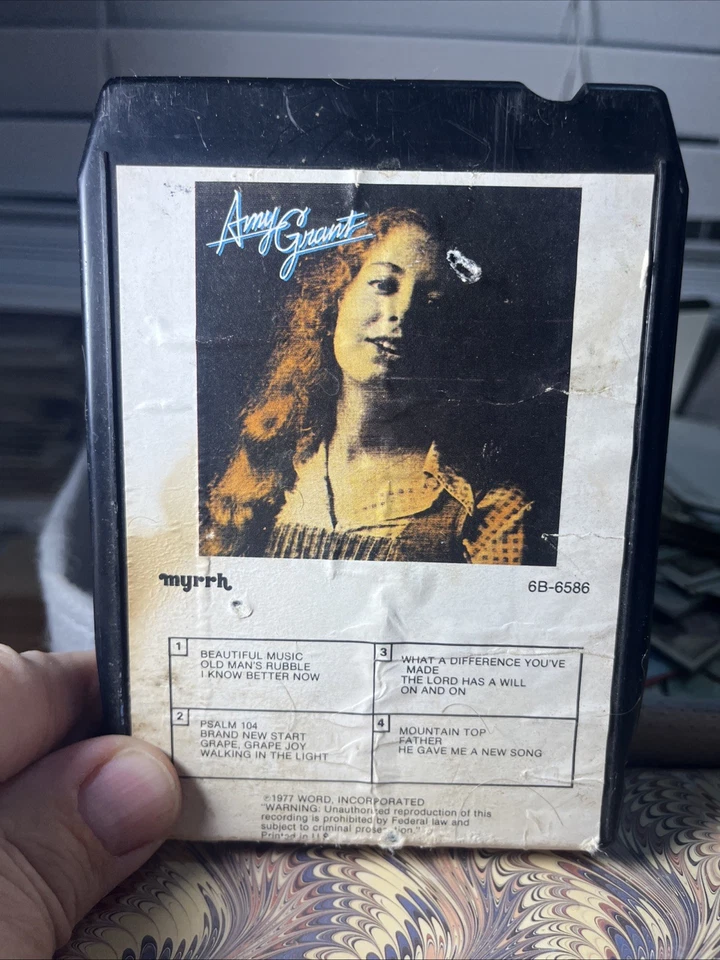 Amy Grant
myrrh
6B-6586
1
BEAUTIFUL MUSIC
OLD MAN'S RUBBLE
I KNOW BETTER NOW
2
PSALM 104
BRAND NEW START
GRAPE, GRAPE JOY
WALKING IN THE LIGHT
3
WHAT A DIFFERENCE YOU'VE
MADE
THE LORD HAS A WILL
ON AND ON
4
MOUNTAIN TOP
FATHER
HE GAVE ME A NEW SONG
℗1977 WORD, INCORPORATED
"WARNING: Unauthorized reproduction of this
recording is prohibited by Federal law and
subject to criminal prosecution."
Printed in